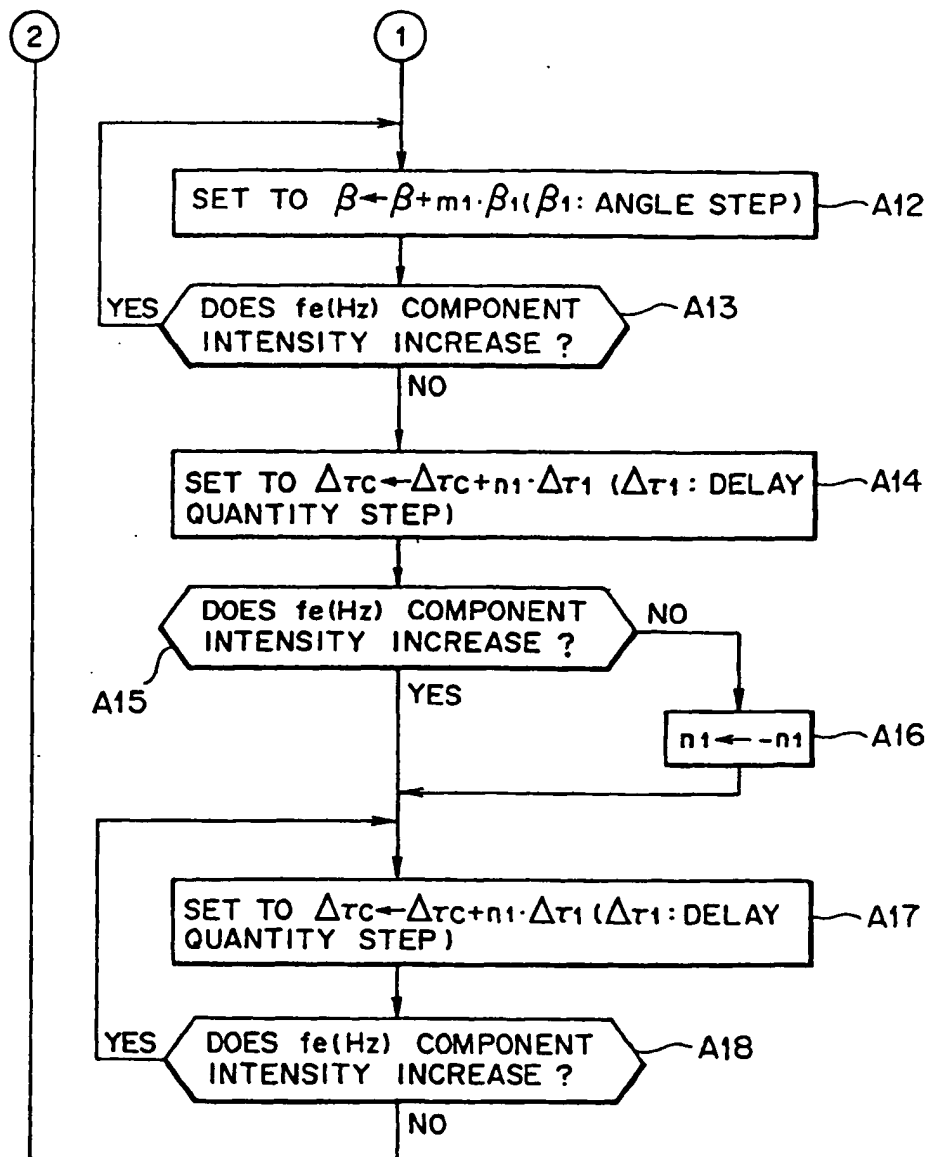 2
1
SET TO β←β+m1·β1(β1: ANGLE STEP)
A12
YES
DOES fe(Hz) COMPONENT
INTENSITY INCREASE ?
A13
NO
SET TO Δτc←Δτc+n1·Δτ1 (Δτ1: DELAY
QUANTITY STEP)
A14
DOES fe(Hz) COMPONENT
INTENSITY INCREASE ?
NO
A15
YES
n1← -n1
A16
SET TO Δτc←Δτc+n1·Δτ1 (Δτ1: DELAY
QUANTITY STEP)
A17
YES
DOES fe(Hz) COMPONENT
INTENSITY INCREASE ?
A18
NO